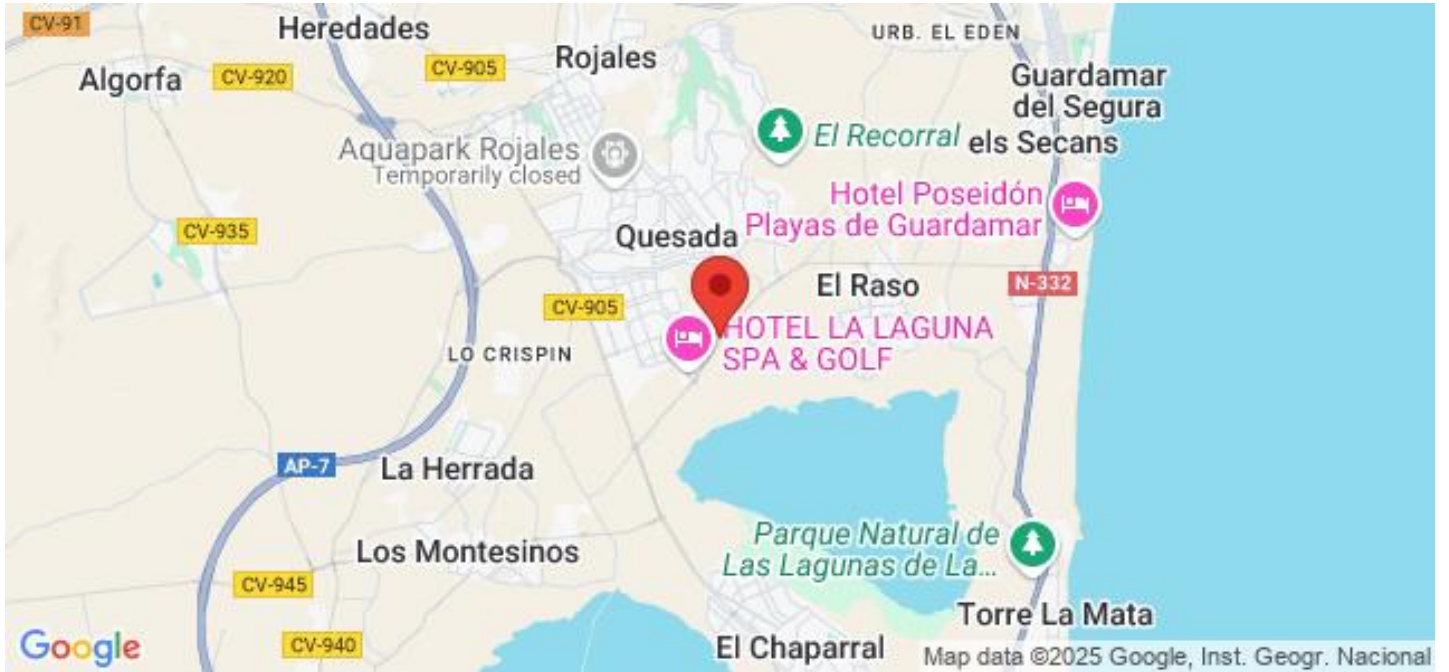 CV-91
Heredades
URB. EL EDEN
Rojales
CV-905
Algorfa
CV-920
Guardamar
del Segura
Aquapark Rojales
Temporarily closed
El Recorral
els Secans
Hotel Poseidón
Playas de Guardamar
CV-935
Quesada
El Raso
N-332
CV-905
HOTEL LA LAGUNA
SPA & GOLF
LO CRISPIN
AP-7
La Herrada
Parque Natural de
Las Lagunas de La...
Los Montesinos
CV-945
Torre La Mata
CV-940
El Chaparral
Google
Map data ©2025 Google, Inst. Geogr. Nacional